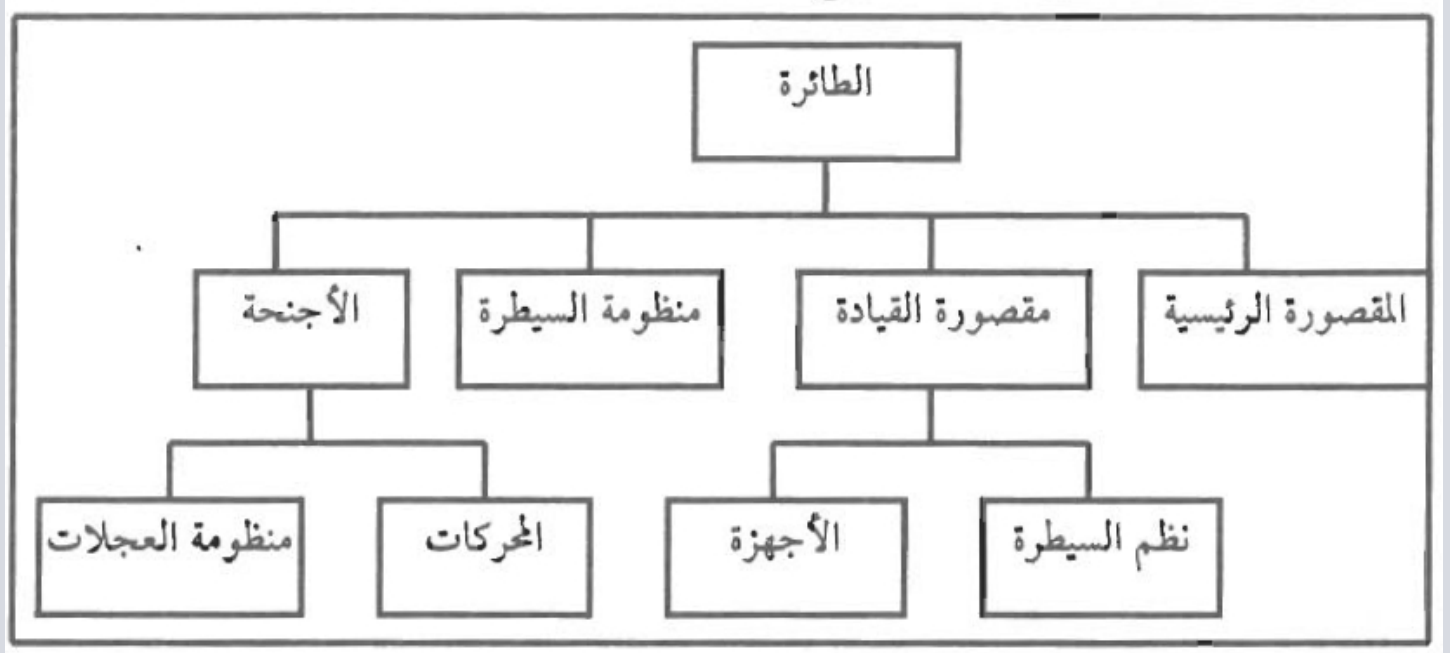 الطائرة
المقصورة الرئيسية
مقصورة القيادة
منظومة السيطرة
الأجنحة
نظم السيطرة
الأجهزة
المحركات
منظومة العجلات